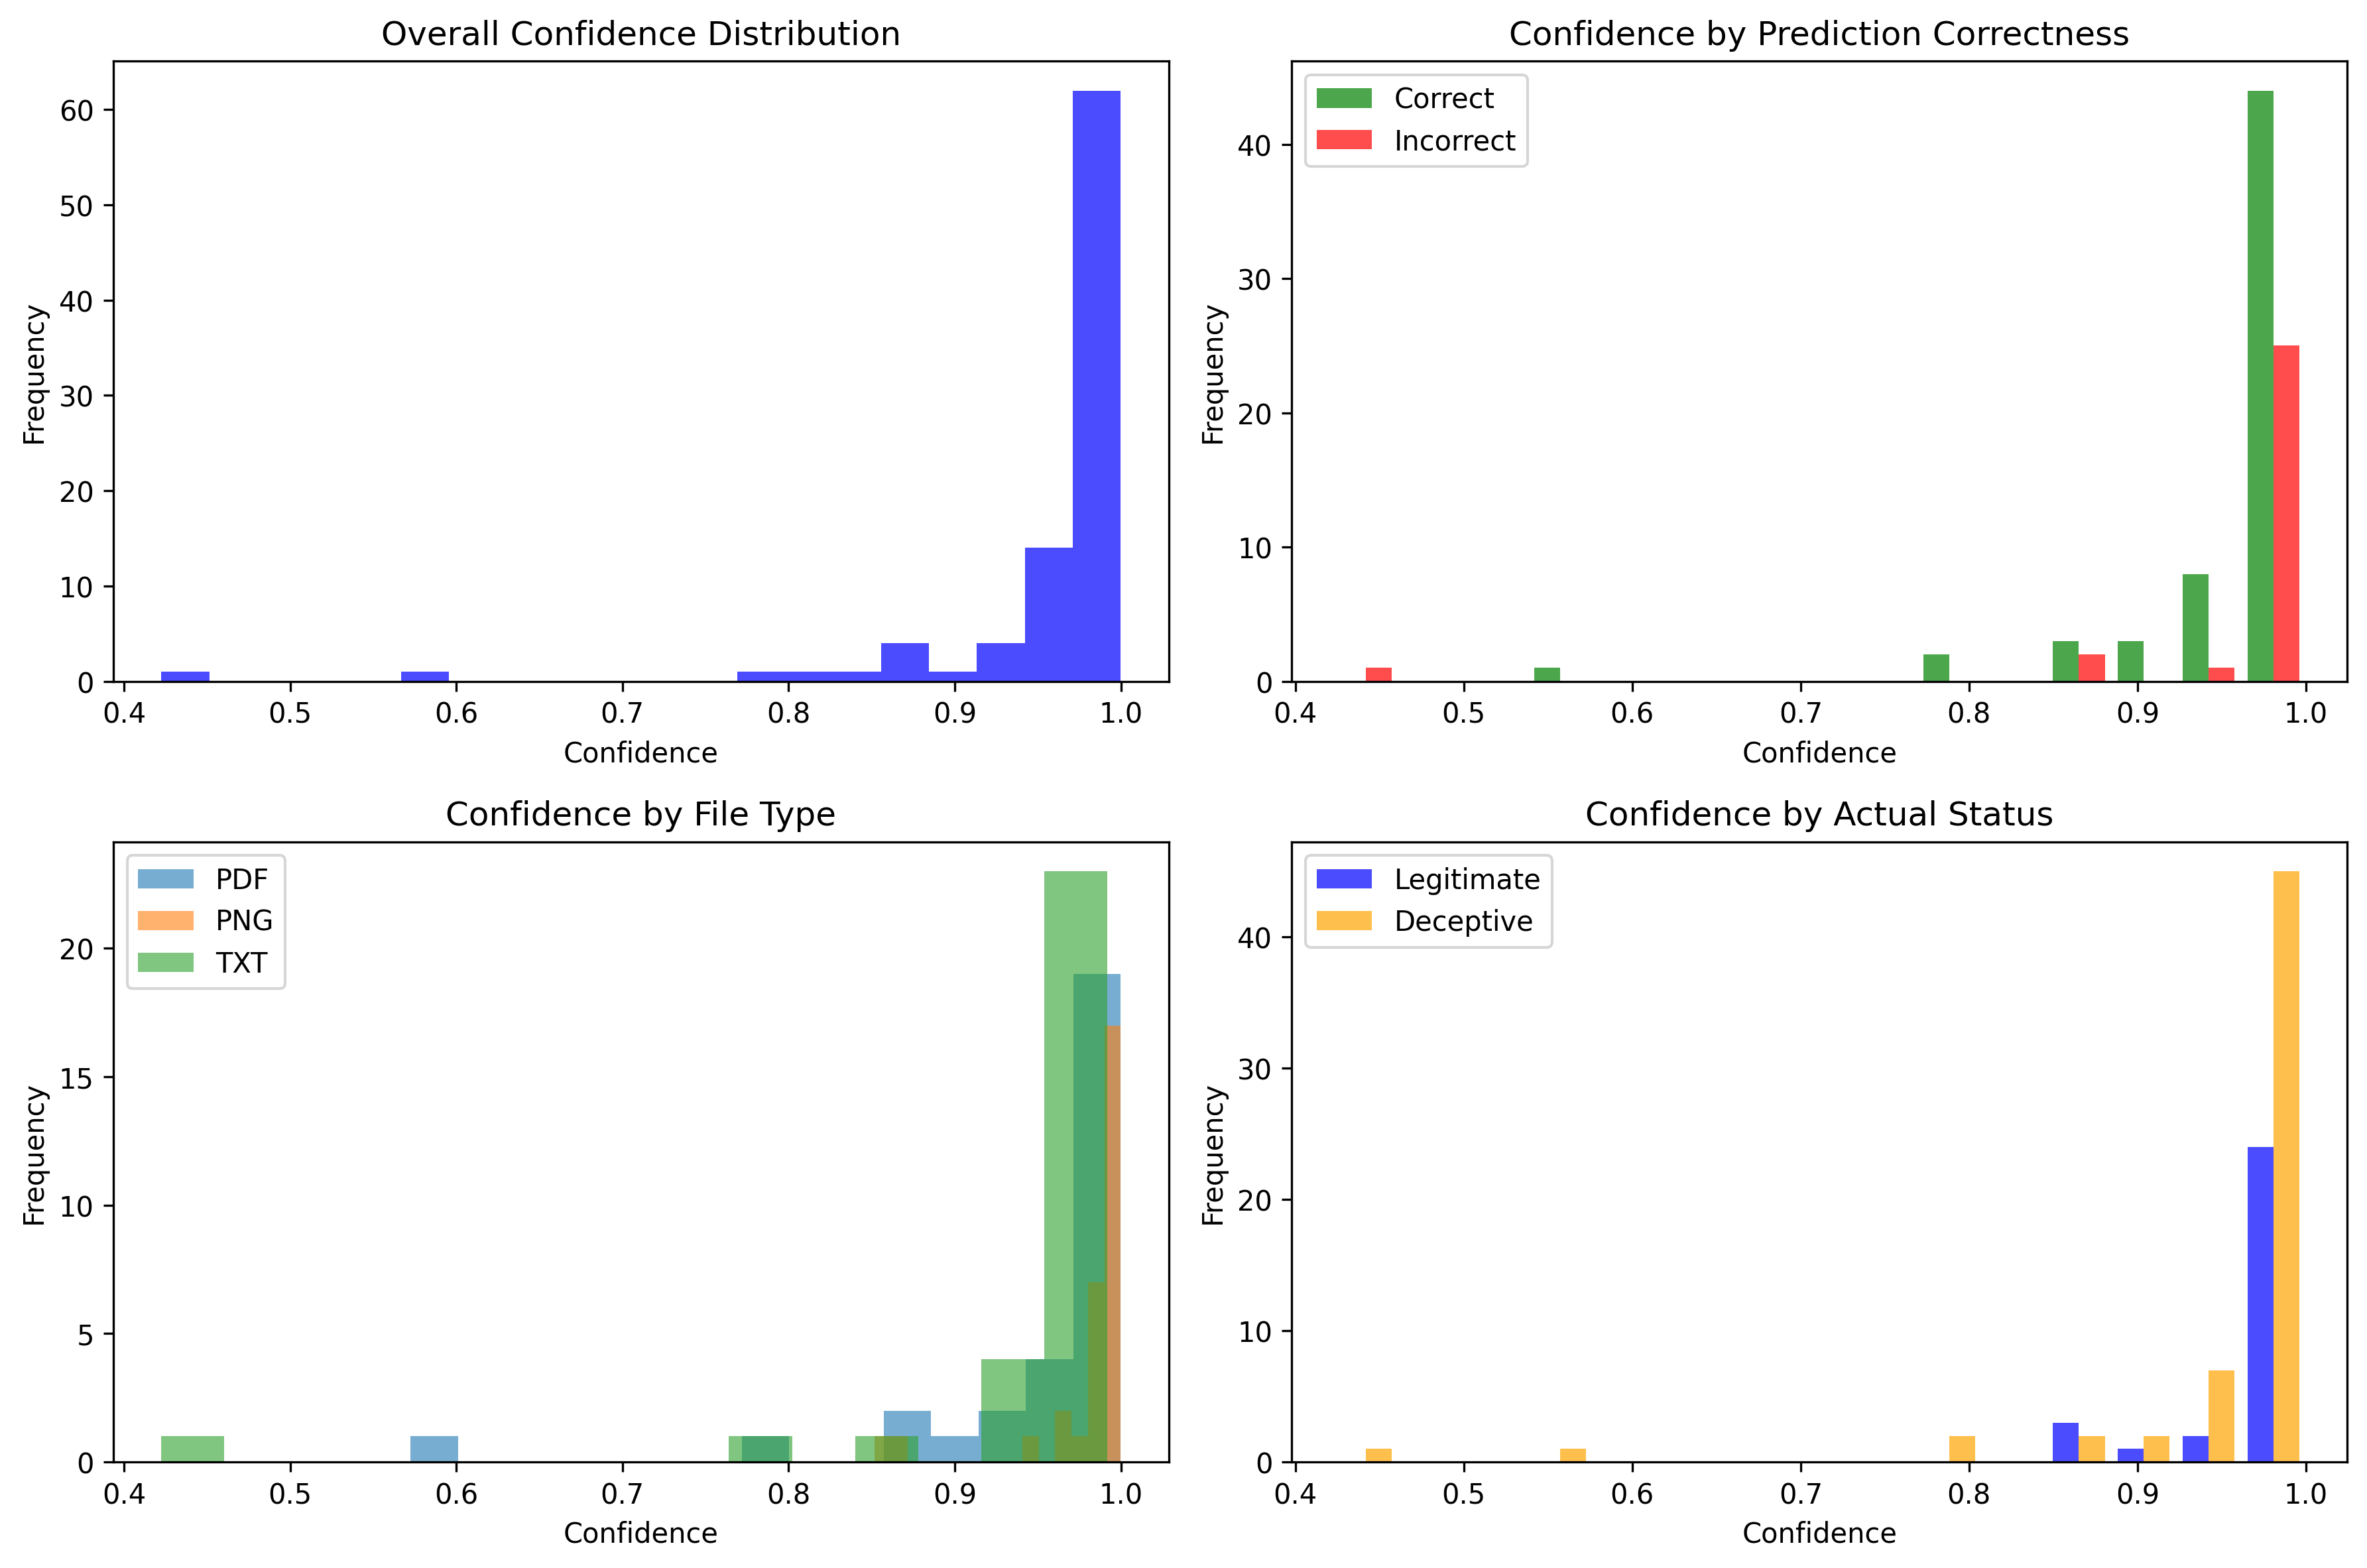 Overall Confidence Distribution
60
50
40
30
20
10
0
0.4 0.5 0.6 0.7 0.8 0.9 1.0
Frequency
Confidence
Confidence by Prediction Correctness
Correct
Incorrect
40
30
20
10
0
0.4 0.5 0.6 0.7 0.8 0.9 1.0
Frequency
Confidence
Confidence by File Type
PDF
PNG
TXT
20
15
10
5
0
0.4 0.5 0.6 0.7 0.8 0.9 1.0
Frequency
Confidence
Confidence by Actual Status
Legitimate
Deceptive
40
30
20
10
0
0.4 0.5 0.6 0.7 0.8 0.9 1.0
Frequency
Confidence